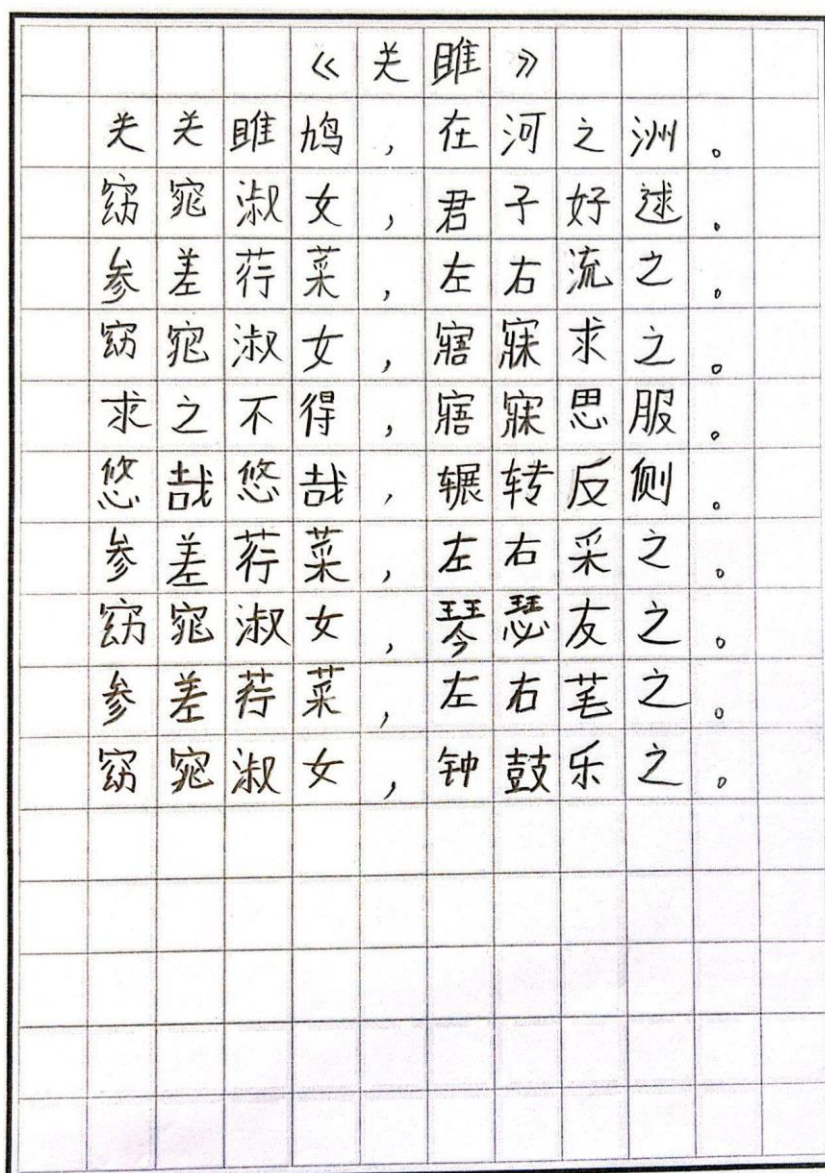 《关雎》
关关雎鸠，在河之洲。
窈窕淑女，君子好逑。
参差荇菜，左右流之。
窈窕淑女，寤寐求之。
求之不得，寤寐思服。
悠哉悠哉，辗转反侧。
参差荇菜，左右采之。
窈窕淑女，琴瑟友之。
参差荇菜，左右芼之。
窈窕淑女，钟鼓乐之。